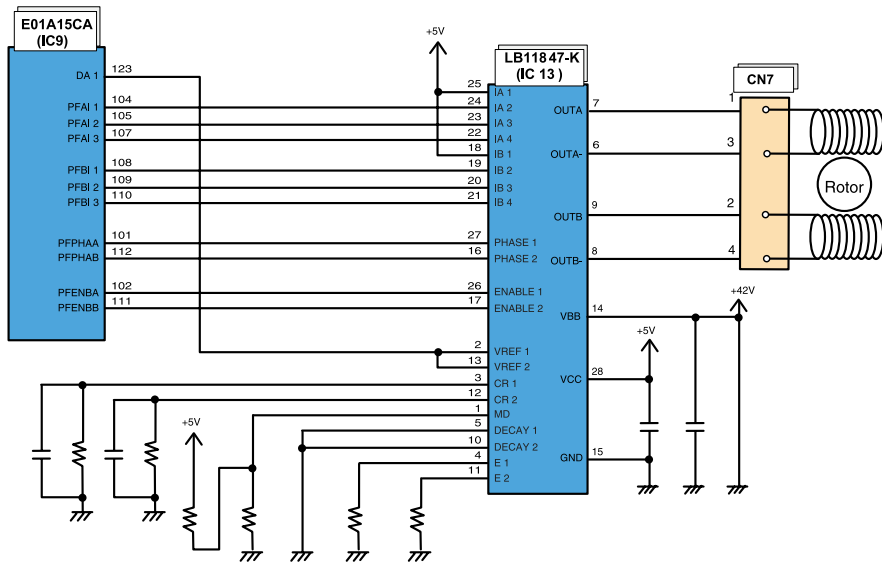 E01A15CA
(IC9)
DA 1
123
PFAI 1
104
PFAI 2
105
PFAI 3
107
PFBI 1
108
PFBI 2
109
PFBI 3
110
PFPHAA
101
PFPHAB
112
PFENBA
102
PFENBB
111
+5V
LB11847-K
(IC 13 )
25
IA 1
24
IA 2
23
IA 3
22
IA 4
18
IB 1
19
IB 2
20
IB 3
21
IB 4
27
PHASE 1
16
PHASE 2
26
ENABLE 1
17
ENABLE 2
2
VREF 1
13
VREF 2
3
CR 1
12
CR 2
1
MD
5
DECAY 1
10
DECAY 2
4
E 1
11
E 2
+5V
OUTA
7
OUTA-
6
OUTB
9
OUTB-
8
VBB
14
VCC
28
GND
15
CN7
1
3
2
4
Rotor
+42V
+5V